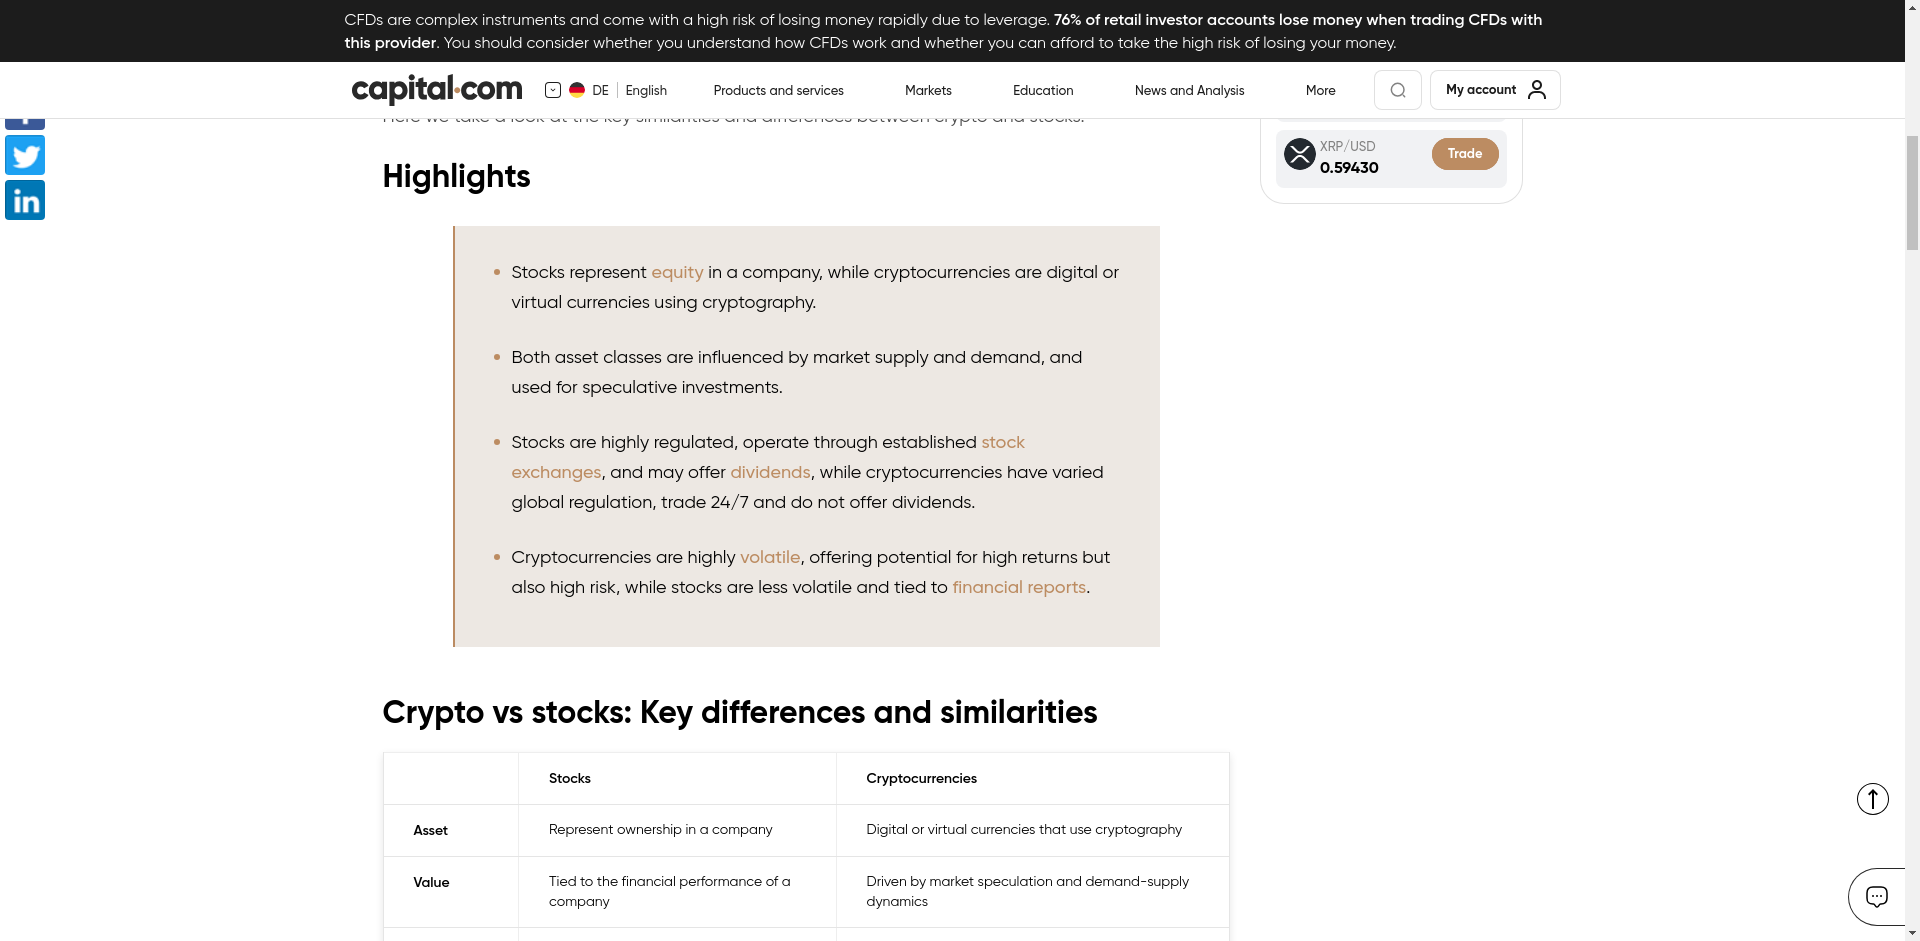 CFDs are complex instruments and come with a high risk of losing money rapidly due to leverage. 76% of retail investor accounts lose money when trading CFDs with
this provider. You should consider whether you understand how CFDs work and whether you can afford to take the high risk of losing your money.
capital.com
DE
English
Products and services
Markets
Education
News and Analysis
More
My account
Here we take a look at the key similarities and differences between crypto and stocks.
XRP/USD
0.59430
Trade
in
Highlights
Stocks represent equity in a company, while cryptocurrencies are digital or
virtual currencies using cryptography.
Both asset classes are influenced by market supply and demand, and
used for speculative investments.
Stocks are highly regulated, operate through established stock
exchanges, and may offer dividends, while cryptocurrencies have varied
global regulation, trade 24/7 and do not offer dividends.
Cryptocurrencies are highly volatile, offering potential for high returns but
also high risk, while stocks are less volatile and tied to financial reports.
Crypto vs stocks: Key differences and similarities
Stocks
Cryptocurrencies
Asset
Represent ownership in a company
Digital or virtual currencies that use cryptography
Value
Tied to the financial performance of a
company
Driven by market speculation and demand-supply
dynamics